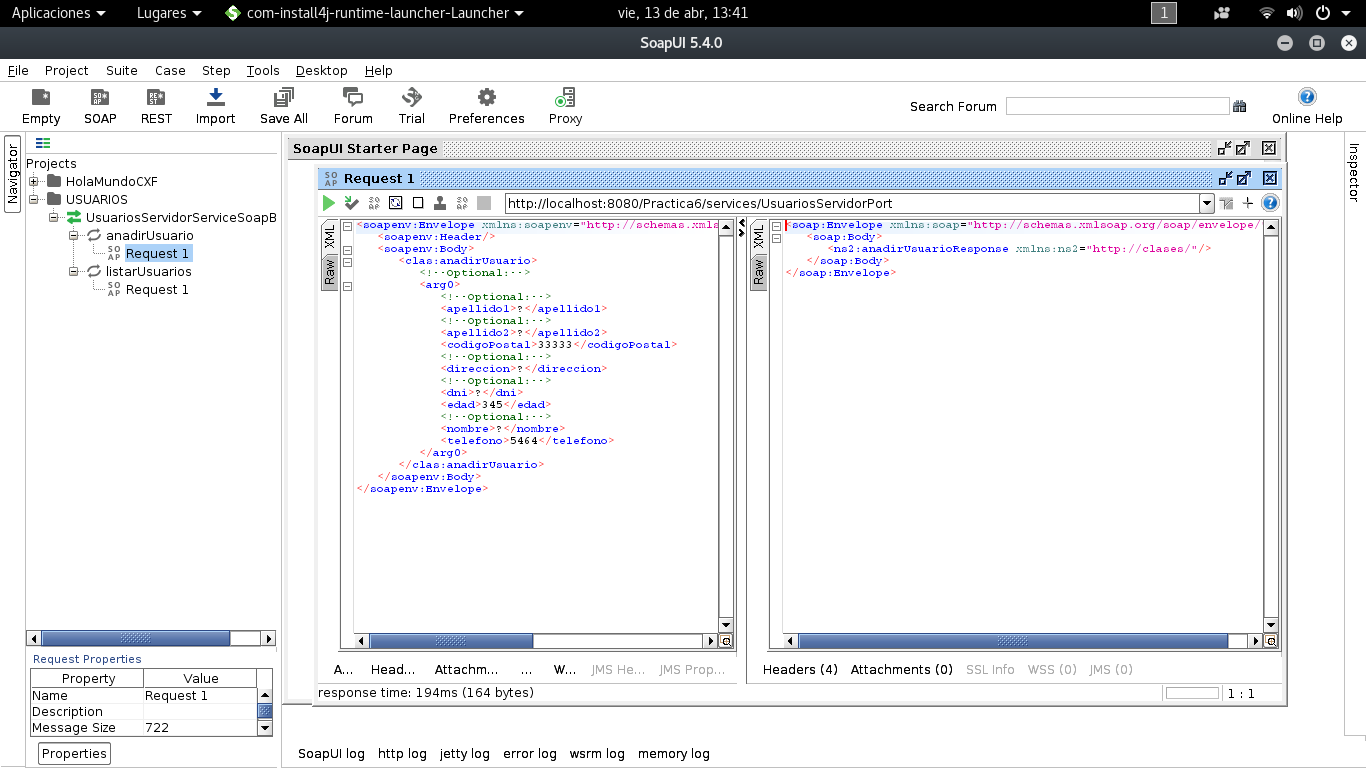 Aplicaciones Lugares com-install4j-runtime-launcher-Launcher vie, 13 de abr, 13:41 1
SoapUI 5.4.0
File Project Suite Case Step Tools Desktop Help
Empty SOAP REST Import Save All Forum Trial Preferences Proxy Search Forum Online Help
Navigator
Projects
HolaMundoCXF
USUARIOS
UsuariosServidorServiceSoapB
anadirUsuario
SO AP Request 1
listarUsuarios
SO AP Request 1
Request Properties
Property Value
Name Request 1
Description
Message Size 722
Properties
SoapUI Starter Page
SO AP Request 1
http://localhost:8080/Practica6/services/UsuariosServidorPort
XML
Raw
<soapenv:Envelope xmlns:soapenv="http://schemas.xmls
<soapenv:Header/>
<soapenv:Body>
<clas:anadirUsuario>
<!--Optional:-->
<arg0>
<!--Optional:-->
<apellido1>?</apellido1>
<!--Optional:-->
<apellido2>?</apellido2>
<codigoPostal>33333</codigoPostal>
<!--Optional:-->
<direccion>?</direccion>
<!--Optional:-->
<dni>?</dni>
<edad>345</edad>
<!--Optional:-->
<nombre>?</nombre>
<telefono>5464</telefono>
</arg0>
</clas:anadirUsuario>
</soapenv:Body>
</soapenv:Envelope>
XML
Raw
<soap:Envelope xmlns:soap="http://schemas.xmlsoap.org/soap/envelope/
<soap:Body>
<ns2:anadirUsuarioResponse xmlns:ns2="http://clases/"/>
</soap:Body>
</soap:Envelope>
A... Head... Attachm... ... W... JMS He... JMS Prop...
Headers (4) Attachments (0) SSL Info WSS (0) JMS (0)
response time: 194ms (164 bytes) 1 : 1
SoapUI log http log jetty log error log wsrm log memory log
Inspector